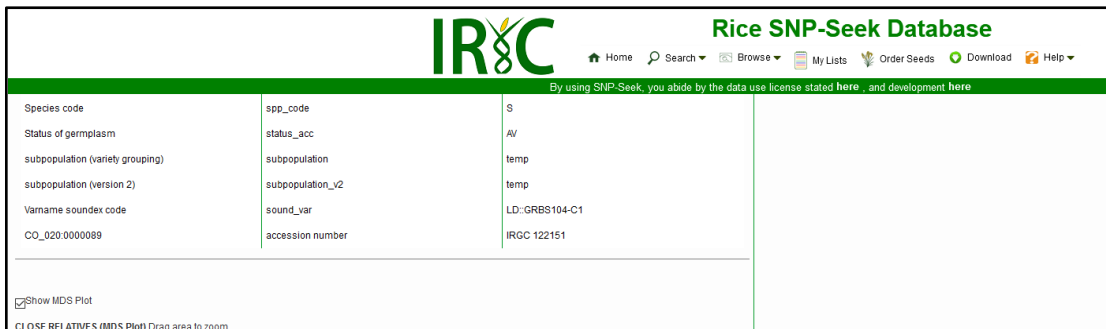 IRIC
Rice SNP-Seek Database
Home Search Browse My Lists Order Seeds Download Help
By using SNP-Seek, you abide by the data use license stated here , and development here
Species code spp_code S
Status of germplasm status_acc AV
subpopulation (variety grouping) subpopulation temp
subpopulation (version 2) subpopulation_v2 temp
Varname soundex code sound_var LD::GRBS104-C1
CO_020:0000089 accession number IRGC 122151
Show MDS Plot
CLOSE RELATIVES (MDS Plot) Drag area to zoom